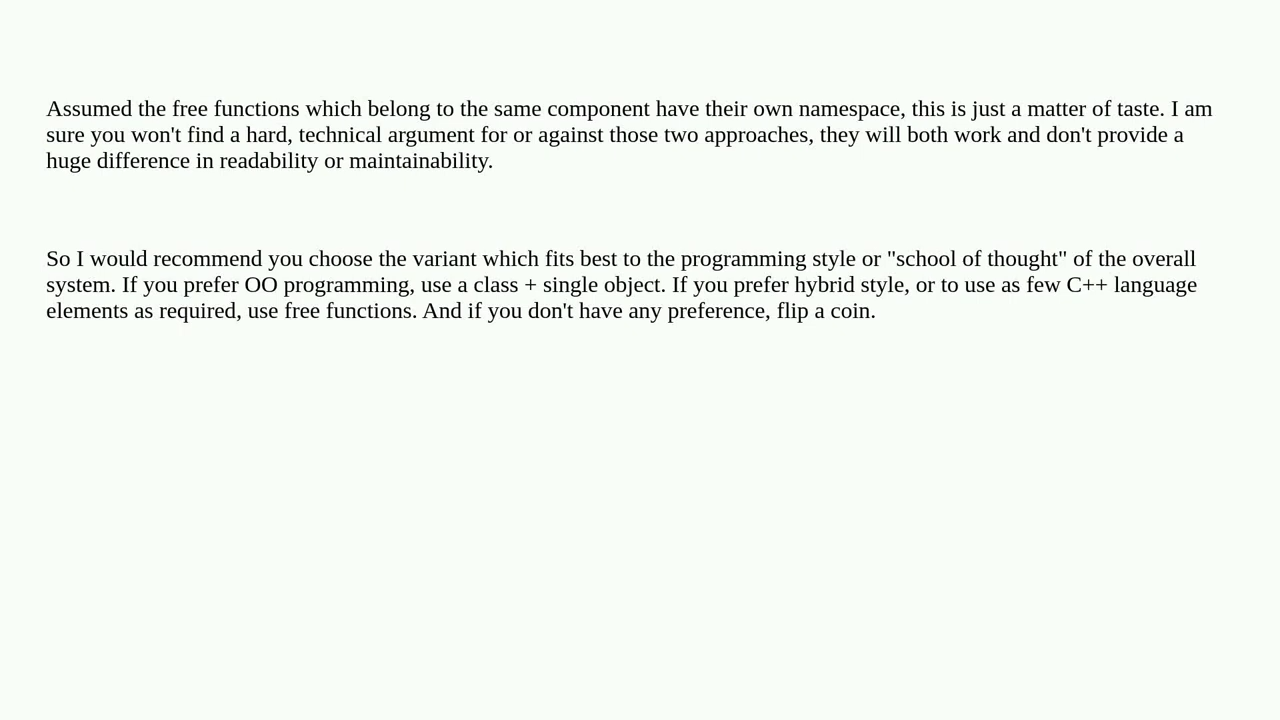 Assumed the free functions which belong to the same component have their own namespace, this is just a matter of taste. I am
sure you won't find a hard, technical argument for or against those two approaches, they will both work and don't provide a
huge difference in readability or maintainability.
So I would recommend you choose the variant which fits best to the programming style or "school of thought" of the overall
system. If you prefer OO programming, use a class + single object. If you prefer hybrid style, or to use as few C++ language
elements as required, use free functions. And if you don't have any preference, flip a coin.